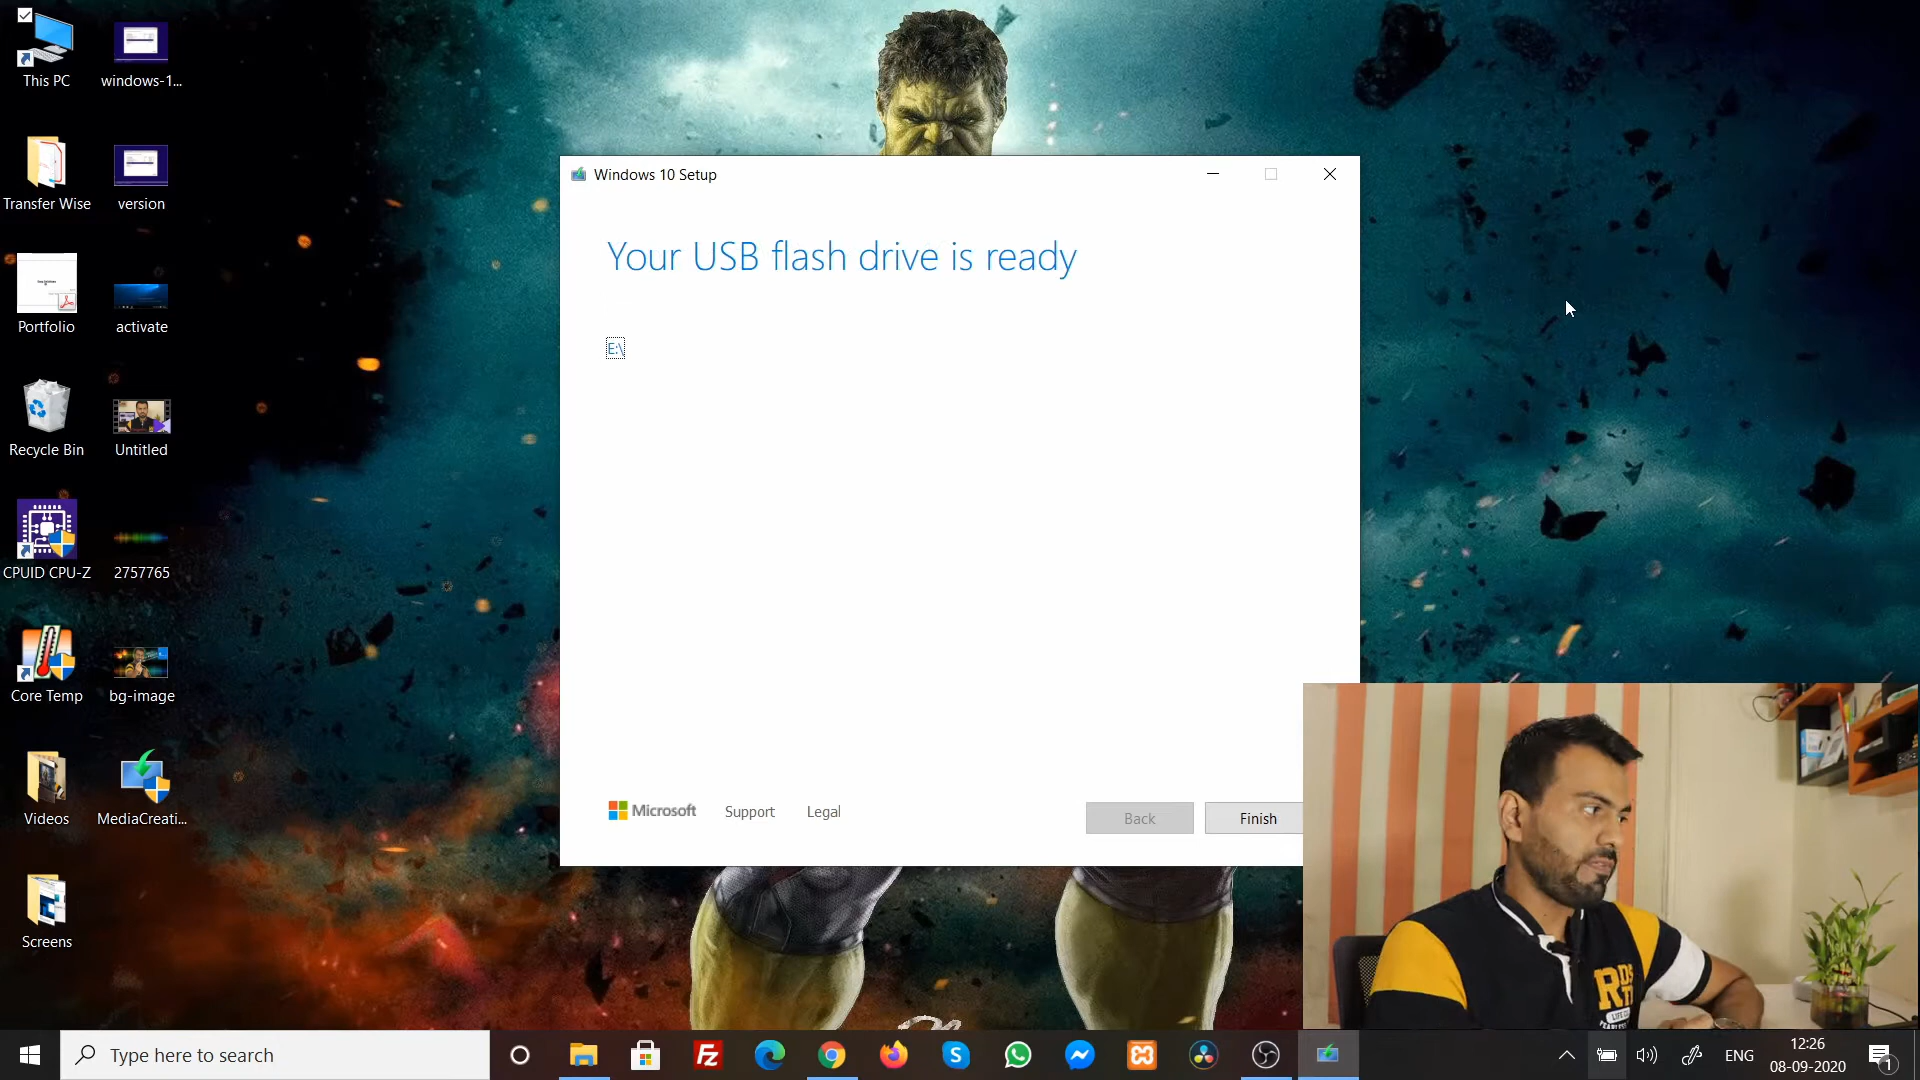 This PC
windows-1...
Transfer Wise
version
Portfolio
activate
Recycle Bin
Untitled
CPUID CPU-Z
2757765
Core Temp
bg-image
Videos
MediaCreati...
Screens
Windows 10 Setup
Your USB flash drive is ready
E:\
Microsoft
Support
Legal
Back
Finish
Type here to search
ENG
12:26
08-09-2020
1